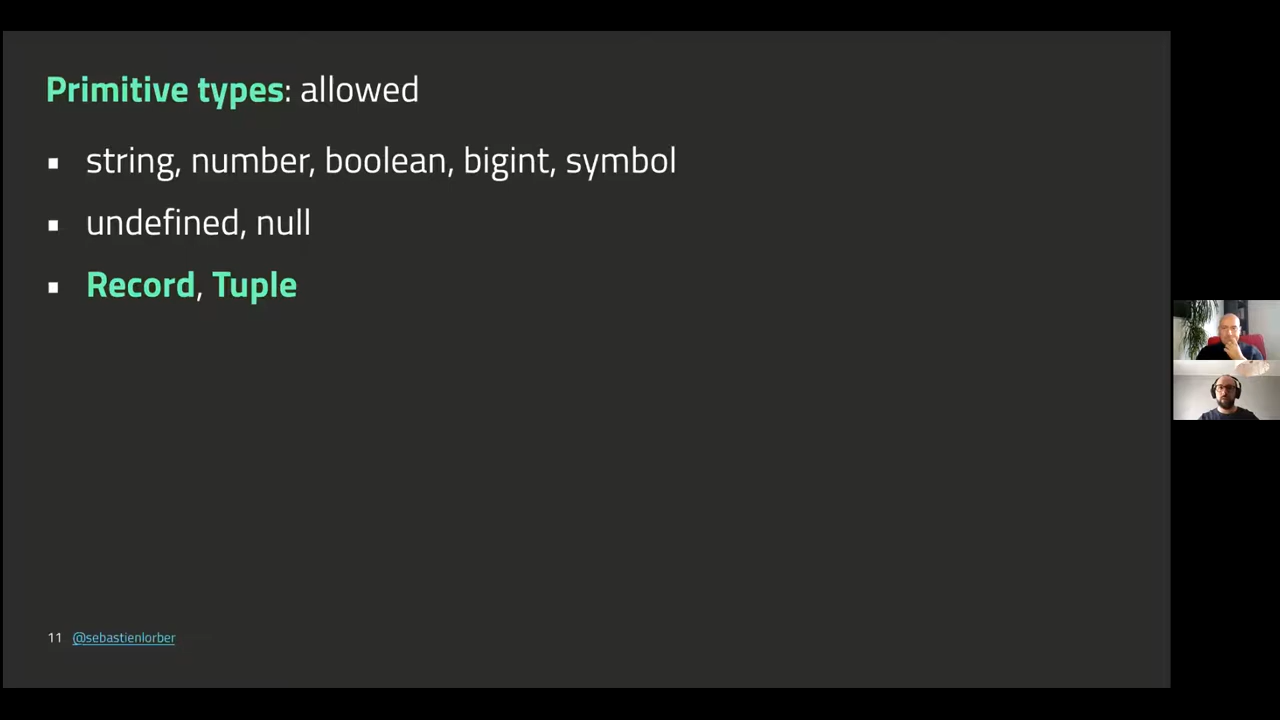 Primitive types: allowed
▪ string, number, boolean, bigint, symbol
▪ undefined, null
▪ Record, Tuple
11 @sebastienlorber